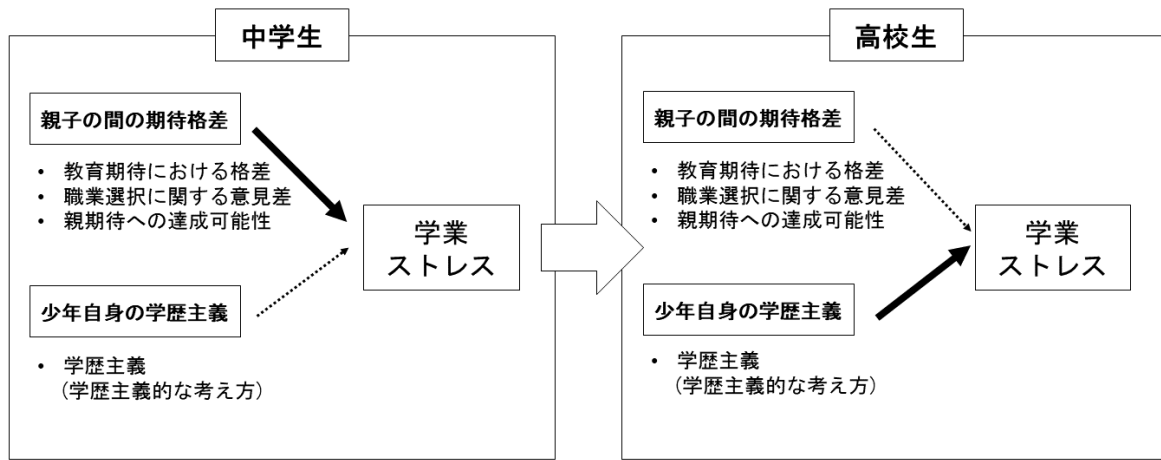 中学生
親子の間の期待格差
• 教育期待における格差
• 職業選択に関する意見差
• 親期待への達成可能性
学業
ストレス
少年自身の学歴主義
• 学歴主義
(学歴主義的な考え方)
高校生
親子の間の期待格差
• 教育期待における格差
• 職業選択に関する意見差
• 親期待への達成可能性
学業
ストレス
少年自身の学歴主義
• 学歴主義
(学歴主義的な考え方)